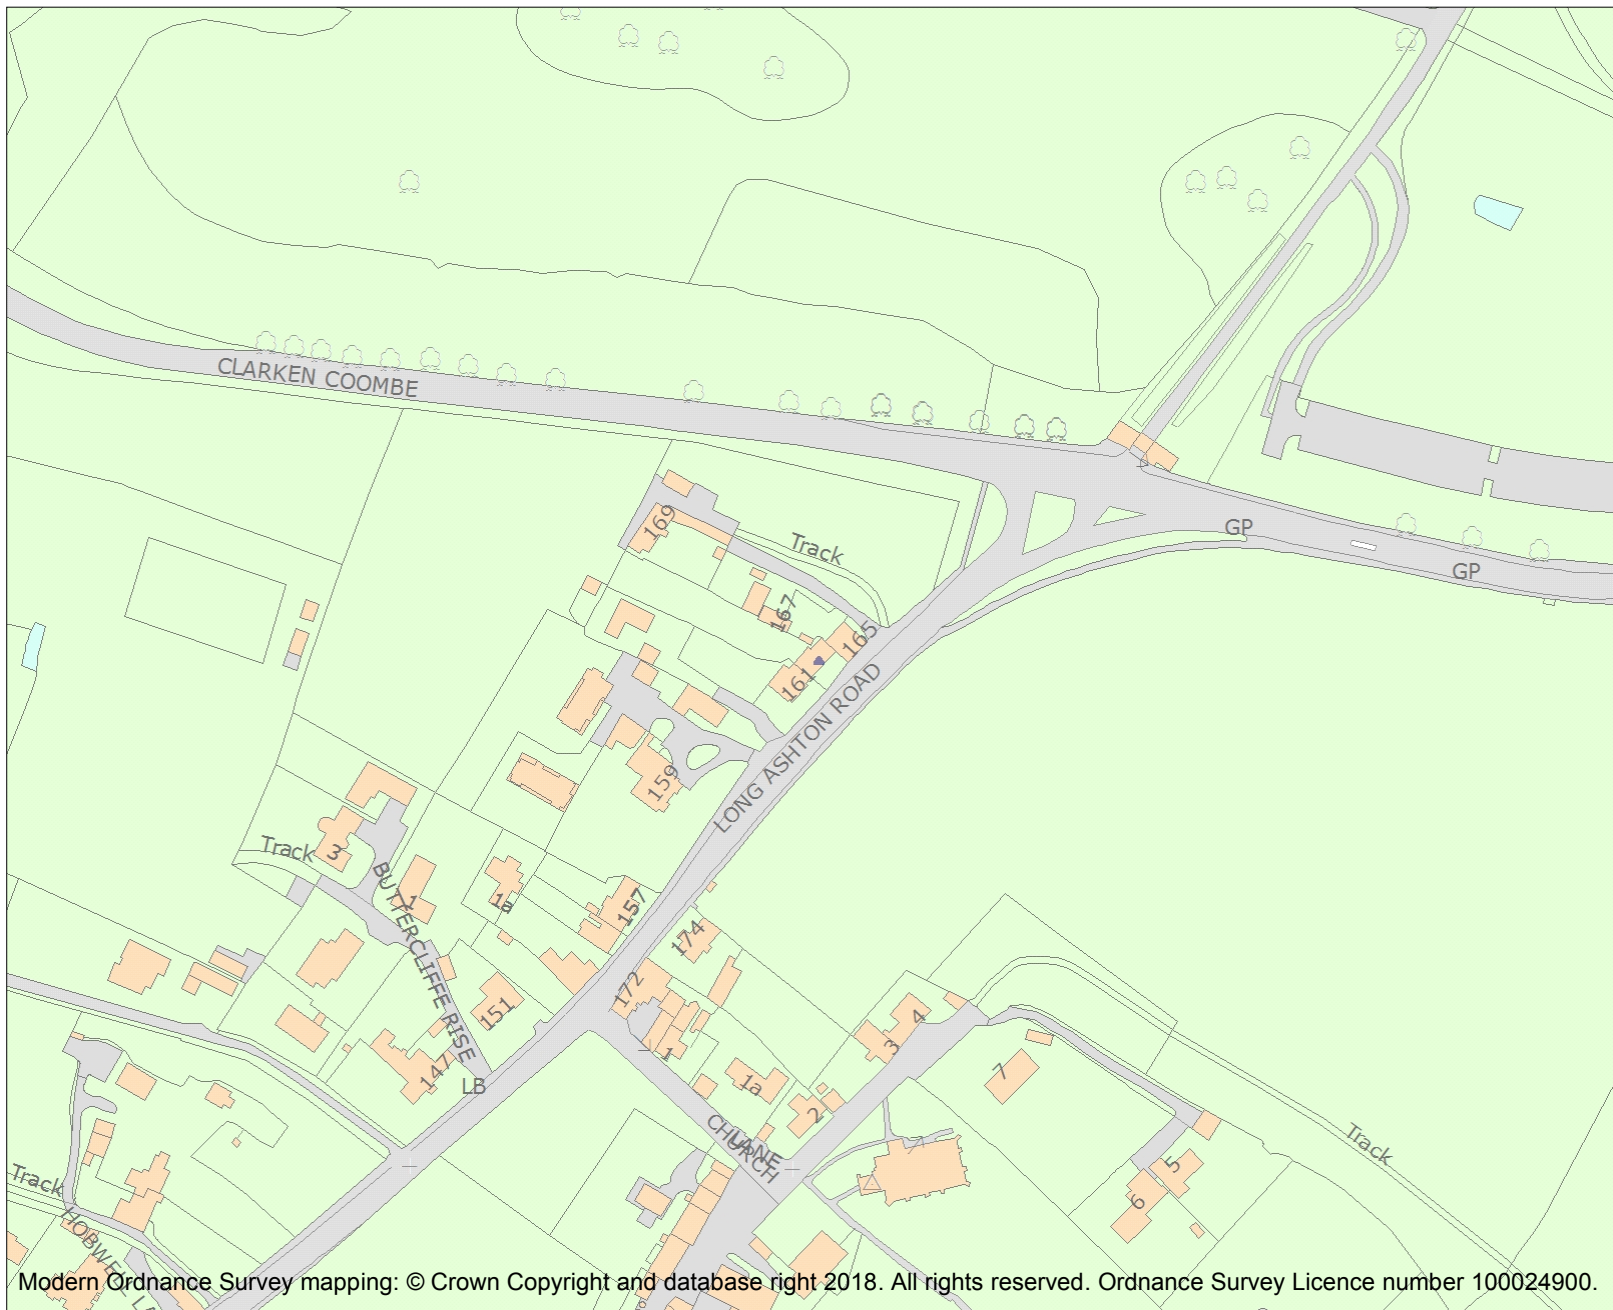 CLARKEN COOMBE
169
Track
GP
GP
167
165
161
LONG ASHTON ROAD
159
Track
3
BUTTERCLIFFE RISE
1
1a
157
174
172
151
147
LB
1
1a
4
3
2
7
CHURCH
LANE
Track
5
6
Track
HOBWELL LA
Modern Ordnance Survey mapping: © Crown Copyright and database right 2018. All rights reserved. Ordnance Survey Licence number 100024900.